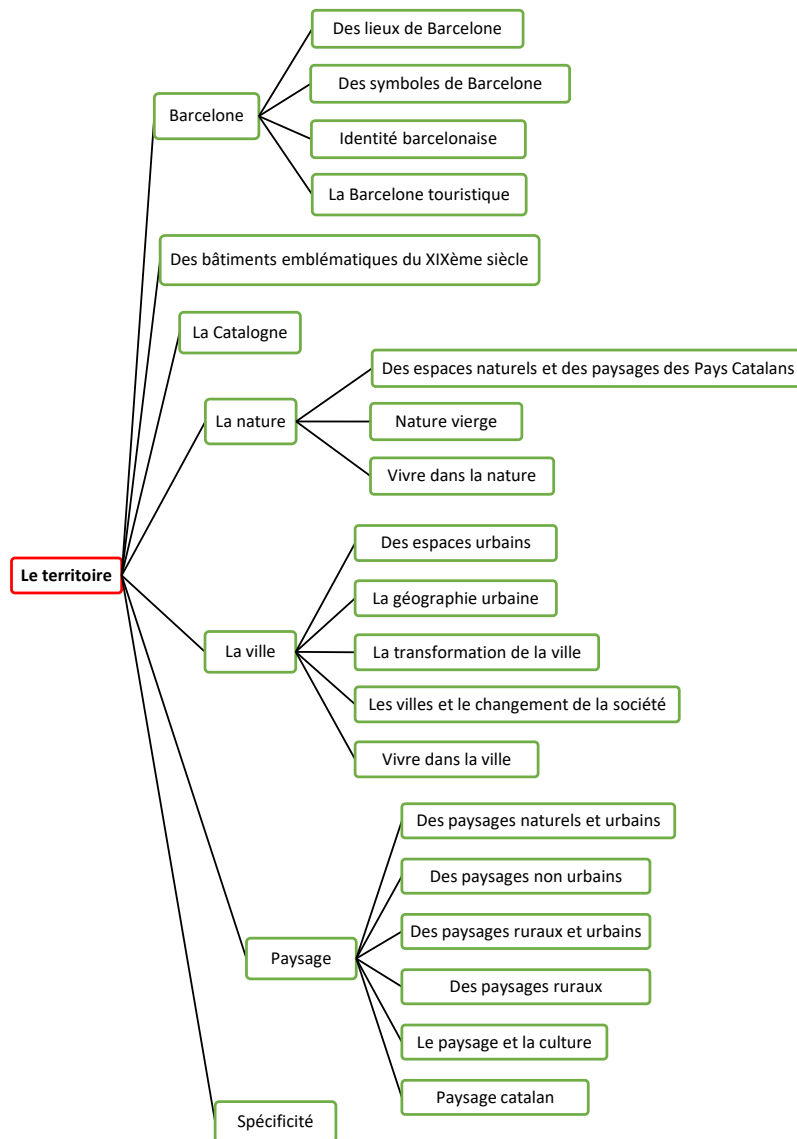 Des lieux de Barcelone
Des symboles de Barcelone
Barcelone
Identité barcelonaise
La Barcelone touristique
Des bâtiments emblématiques du XIXème siècle
La Catalogne
Des espaces naturels et des paysages des Pays Catalans
La nature
Nature vierge
Vivre dans la nature
Des espaces urbains
Le territoire
La géographie urbaine
La ville
La transformation de la ville
Les villes et le changement de la société
Vivre dans la ville
Des paysages naturels et urbains
Des paysages non urbains
Des paysages ruraux et urbains
Paysage
Des paysages ruraux
Le paysage et la culture
Paysage catalan
Spécificité